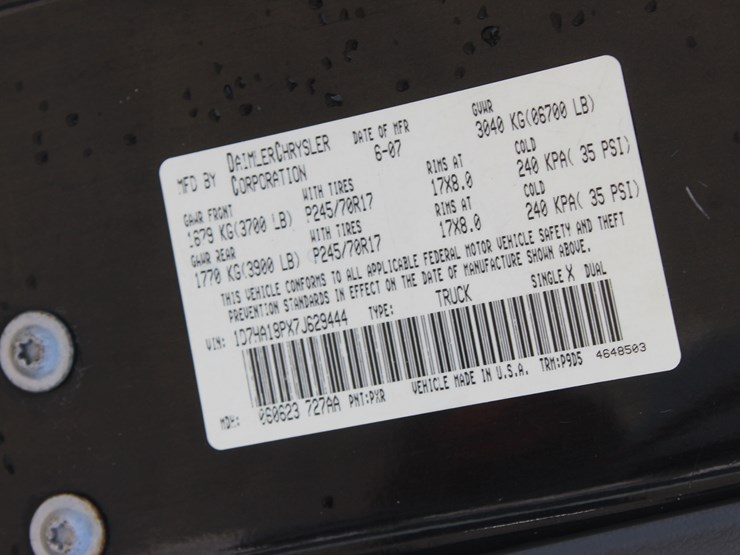 MFD BY DAIMLERCHRYSLER CORPORATION DATE OF MFR 6-07 GVWR 3040 KG(06700 LB)
GAWR FRONT WITH TIRES RIMS AT COLD
1679 KG(3700 LB) P245/70R17 17X8.0 240 KPA( 35 PSI)
GAWR REAR WITH TIRES RIMS AT COLD
1770 KG(3900 LB) P245/70R17 17X8.0 240 KPA( 35 PSI)
THIS VEHICLE CONFORMS TO ALL APPLICABLE FEDERAL MOTOR VEHICLE SAFETY AND THEFT
PREVENTION STANDARDS IN EFFECT ON THE DATE OF MANUFACTURE SHOWN ABOVE.
VIN: 1D7HA18PX7J629444 TYPE: TRUCK SINGLE X DUAL
MDH: 060623 727AA PNT:PXR VEHICLE MADE IN U.S.A. TRM:P9D5 4648503